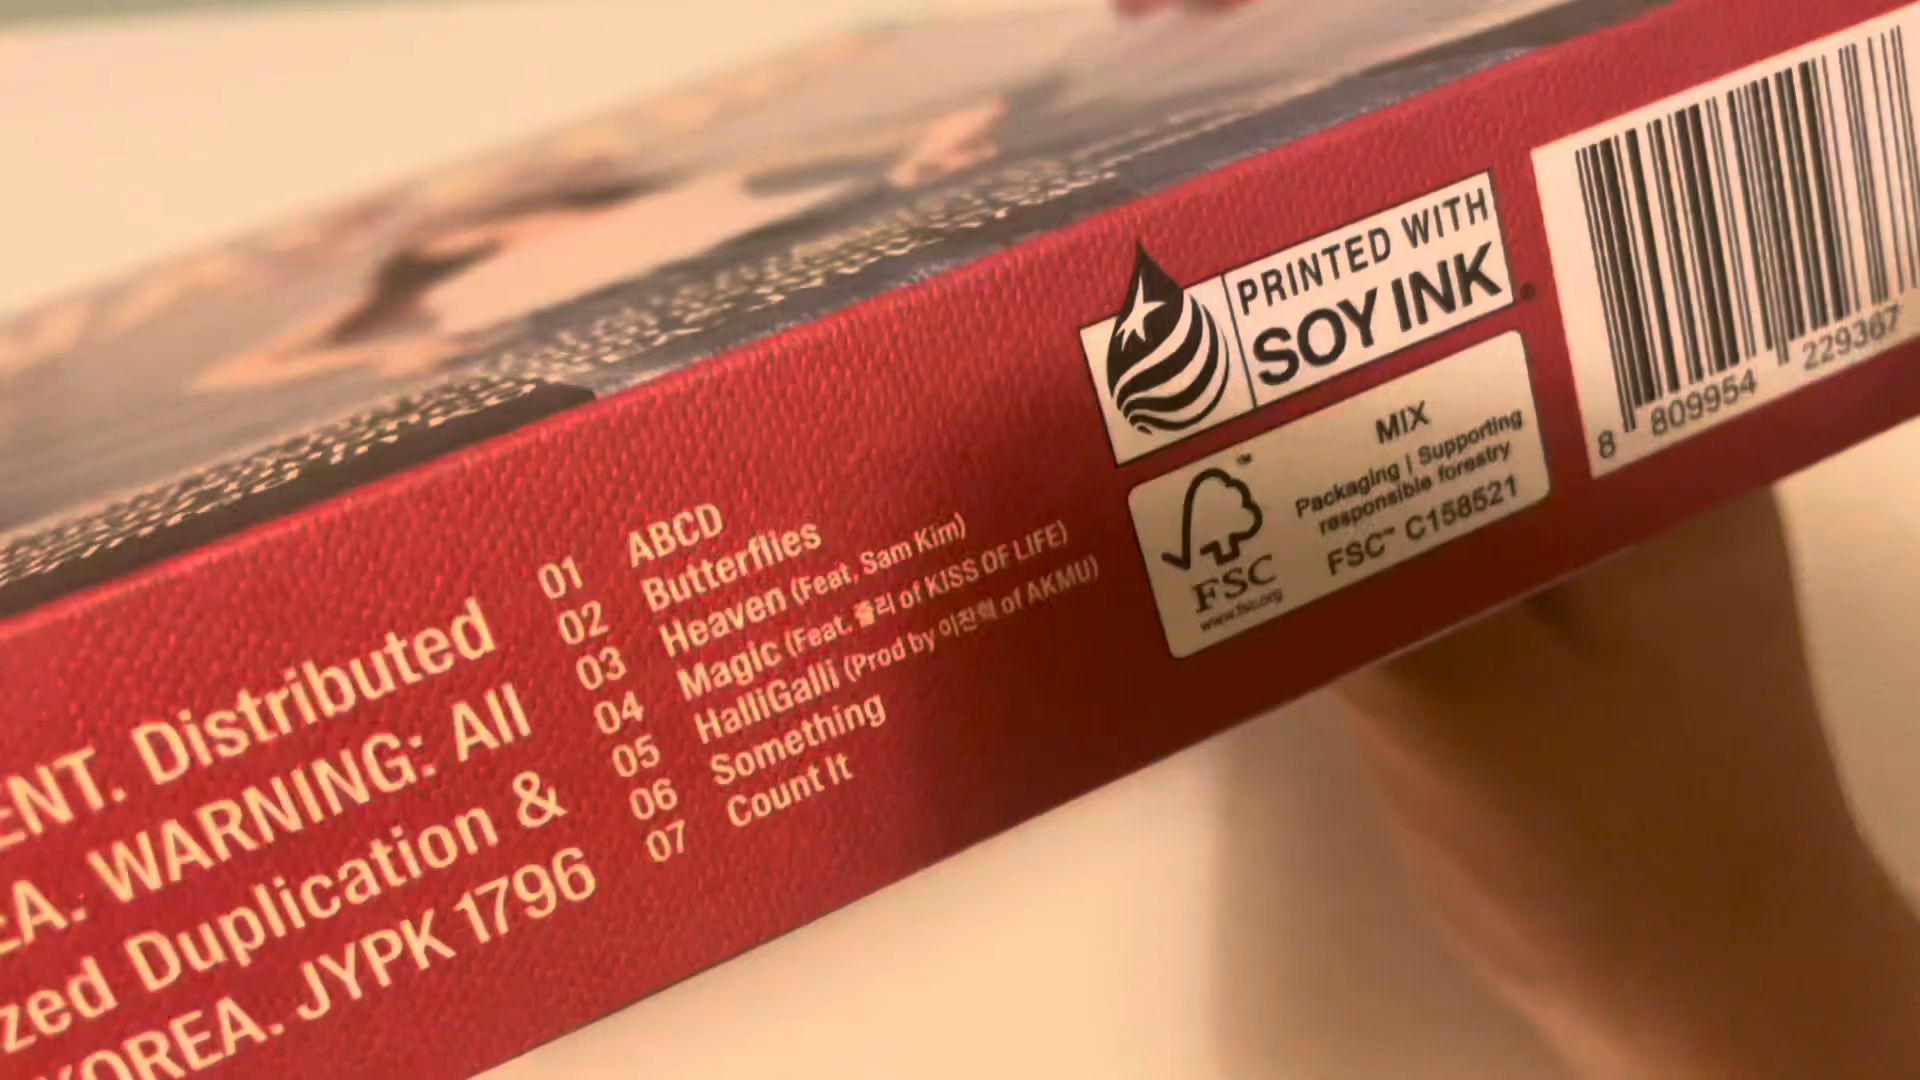 ENT. Distributed
EA. WARNING: All
zed Duplication &
KOREA. JYPK 1796
01 ABCD
02 Butterflies
03 Heaven (Feat, Sam Kim)
04 Magic (Feat. 쥴리 of KISS OF LIFE)
05 HalliGalli (Prod by 이찬혁 of AKMU)
06 Something
07 Count It
PRINTED WITH
SOY INK
MIX
Packaging | Supporting
responsible forestry
FSC™ C158521
FSC
www.fsc.org
8 809954 229367